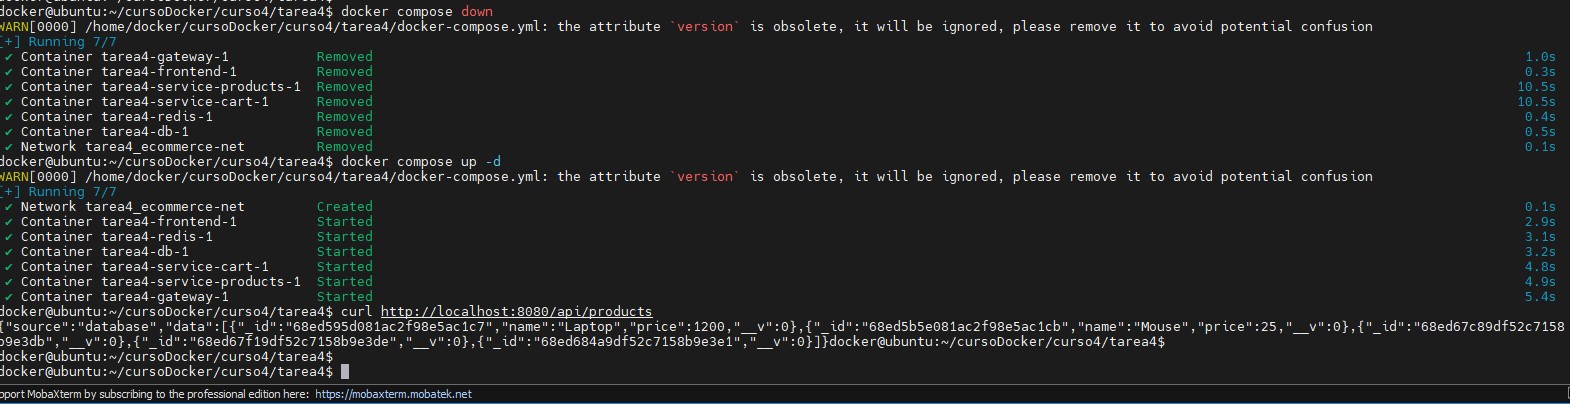 docker@ubuntu:~/cursoDocker/curso4/tarea4$ docker compose down
WARN[0000] /home/docker/cursoDocker/curso4/tarea4/docker-compose.yml: the attribute `version` is obsolete, it will be ignored, please remove it to avoid potential confusion
[+] Running 7/7
✔ Container tarea4-gateway-1 Removed 1.0s
✔ Container tarea4-frontend-1 Removed 0.3s
✔ Container tarea4-service-products-1 Removed 10.5s
✔ Container tarea4-service-cart-1 Removed 10.5s
✔ Container tarea4-redis-1 Removed 0.4s
✔ Container tarea4-db-1 Removed 0.5s
✔ Network tarea4_ecommerce-net Removed 0.1s
docker@ubuntu:~/cursoDocker/curso4/tarea4$ docker compose up -d
WARN[0000] /home/docker/cursoDocker/curso4/tarea4/docker-compose.yml: the attribute `version` is obsolete, it will be ignored, please remove it to avoid potential confusion
[+] Running 7/7
✔ Network tarea4_ecommerce-net Created 0.1s
✔ Container tarea4-frontend-1 Started 2.9s
✔ Container tarea4-redis-1 Started 3.1s
✔ Container tarea4-db-1 Started 3.2s
✔ Container tarea4-service-cart-1 Started 4.8s
✔ Container tarea4-service-products-1 Started 4.9s
✔ Container tarea4-gateway-1 Started 5.4s
docker@ubuntu:~/cursoDocker/curso4/tarea4$ curl http://localhost:8080/api/products
{"source":"database","data":[{"_id":"68ed595d081ac2f98e5ac1c7","name":"Laptop","price":1200,"__v":0},{"_id":"68ed5b5e081ac2f98e5ac1cb","name":"Mouse","price":25,"__v":0},{"_id":"68ed67c89df52c7158
b9e3db","__v":0},{"_id":"68ed67f19df52c7158b9e3de","__v":0},{"_id":"68ed684a9df52c7158b9e3e1","__v":0}]}docker@ubuntu:~/cursoDocker/curso4/tarea4$
docker@ubuntu:~/cursoDocker/curso4/tarea4$
docker@ubuntu:~/cursoDocker/curso4/tarea4$
pport MobaXterm by subscribing to the professional edition here: https://mobaxterm.mobatek.net